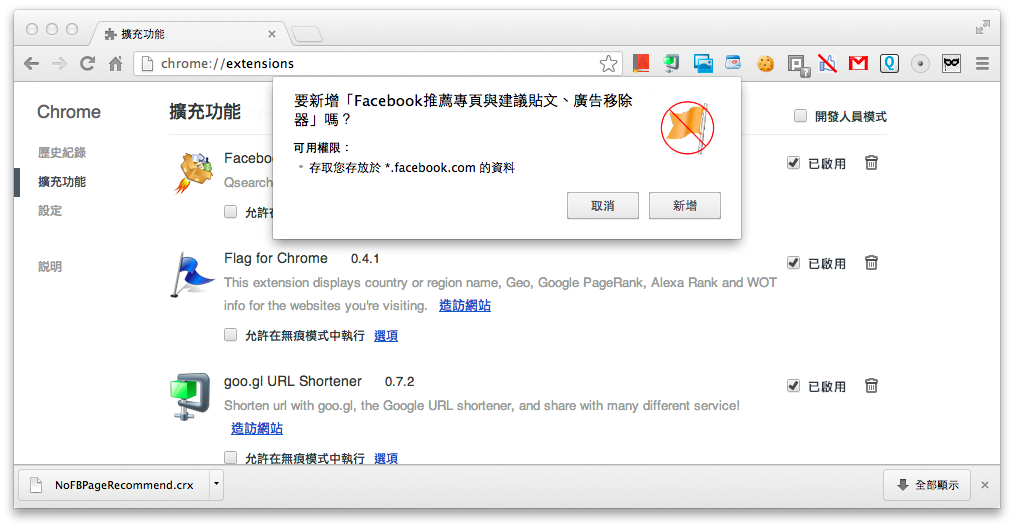 擴充功能
chrome://extensions
Chrome
歷史紀錄
擴充功能
設定
說明
擴充功能
開發人員模式
要新增「Facebook推薦專頁與建議貼文、廣告移除
器」嗎？
可用權限：
• 存取您存放於 *.facebook.com 的資料
取消
新增
Facebo
已啟用
Qsearch
允許在
Flag for Chrome 0.4.1
已啟用
This extension displays country or region name, Geo, Google PageRank, Alexa Rank and WOT
info for the websites you're visiting. 造訪網站
允許在無痕模式中執行 選項
goo.gl URL Shortener 0.7.2
已啟用
Shorten url with goo.gl, the Google URL shortener, and share with many different service!
造訪網站
允許在無痕模式中執行 選項
NoFBPageRecommend.crx
全部顯示